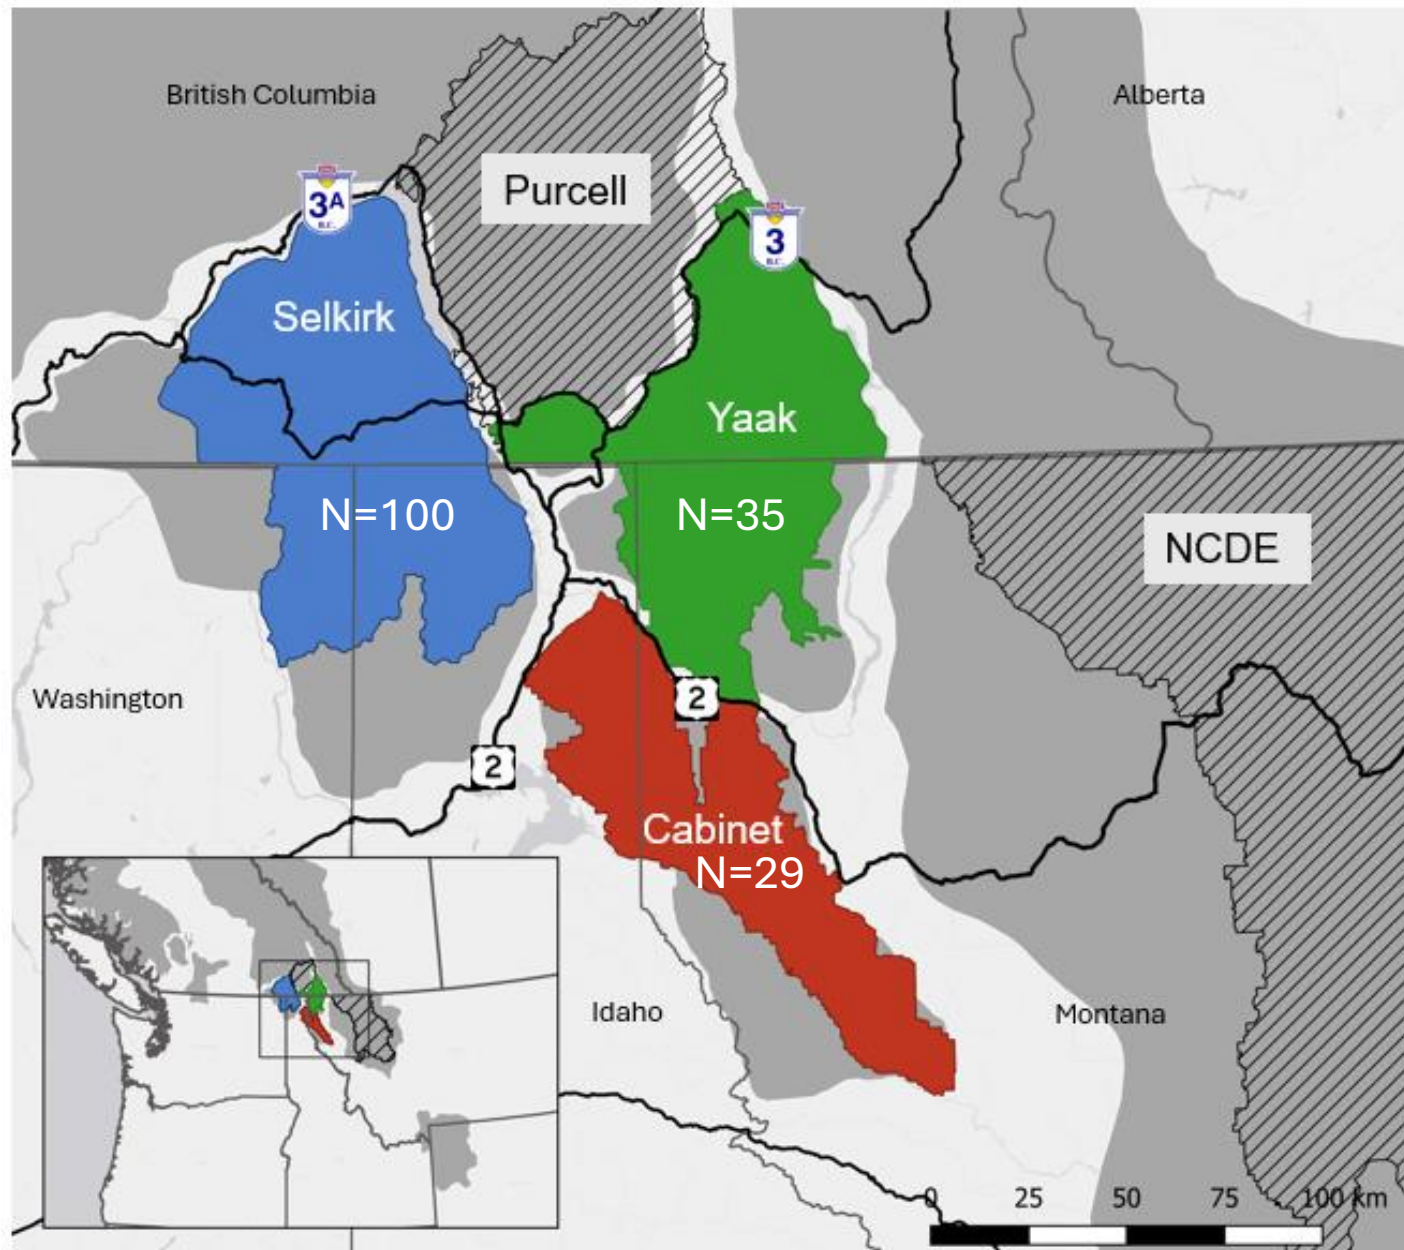 British Columbia
Alberta
Purcell
3A
B.C.
3
B.C.
Selkirk
Yaak
N=100
N=35
NCDE
Washington
2
2
Cabinet
N=29
Idaho
Montana
0 25 50 75 100 km